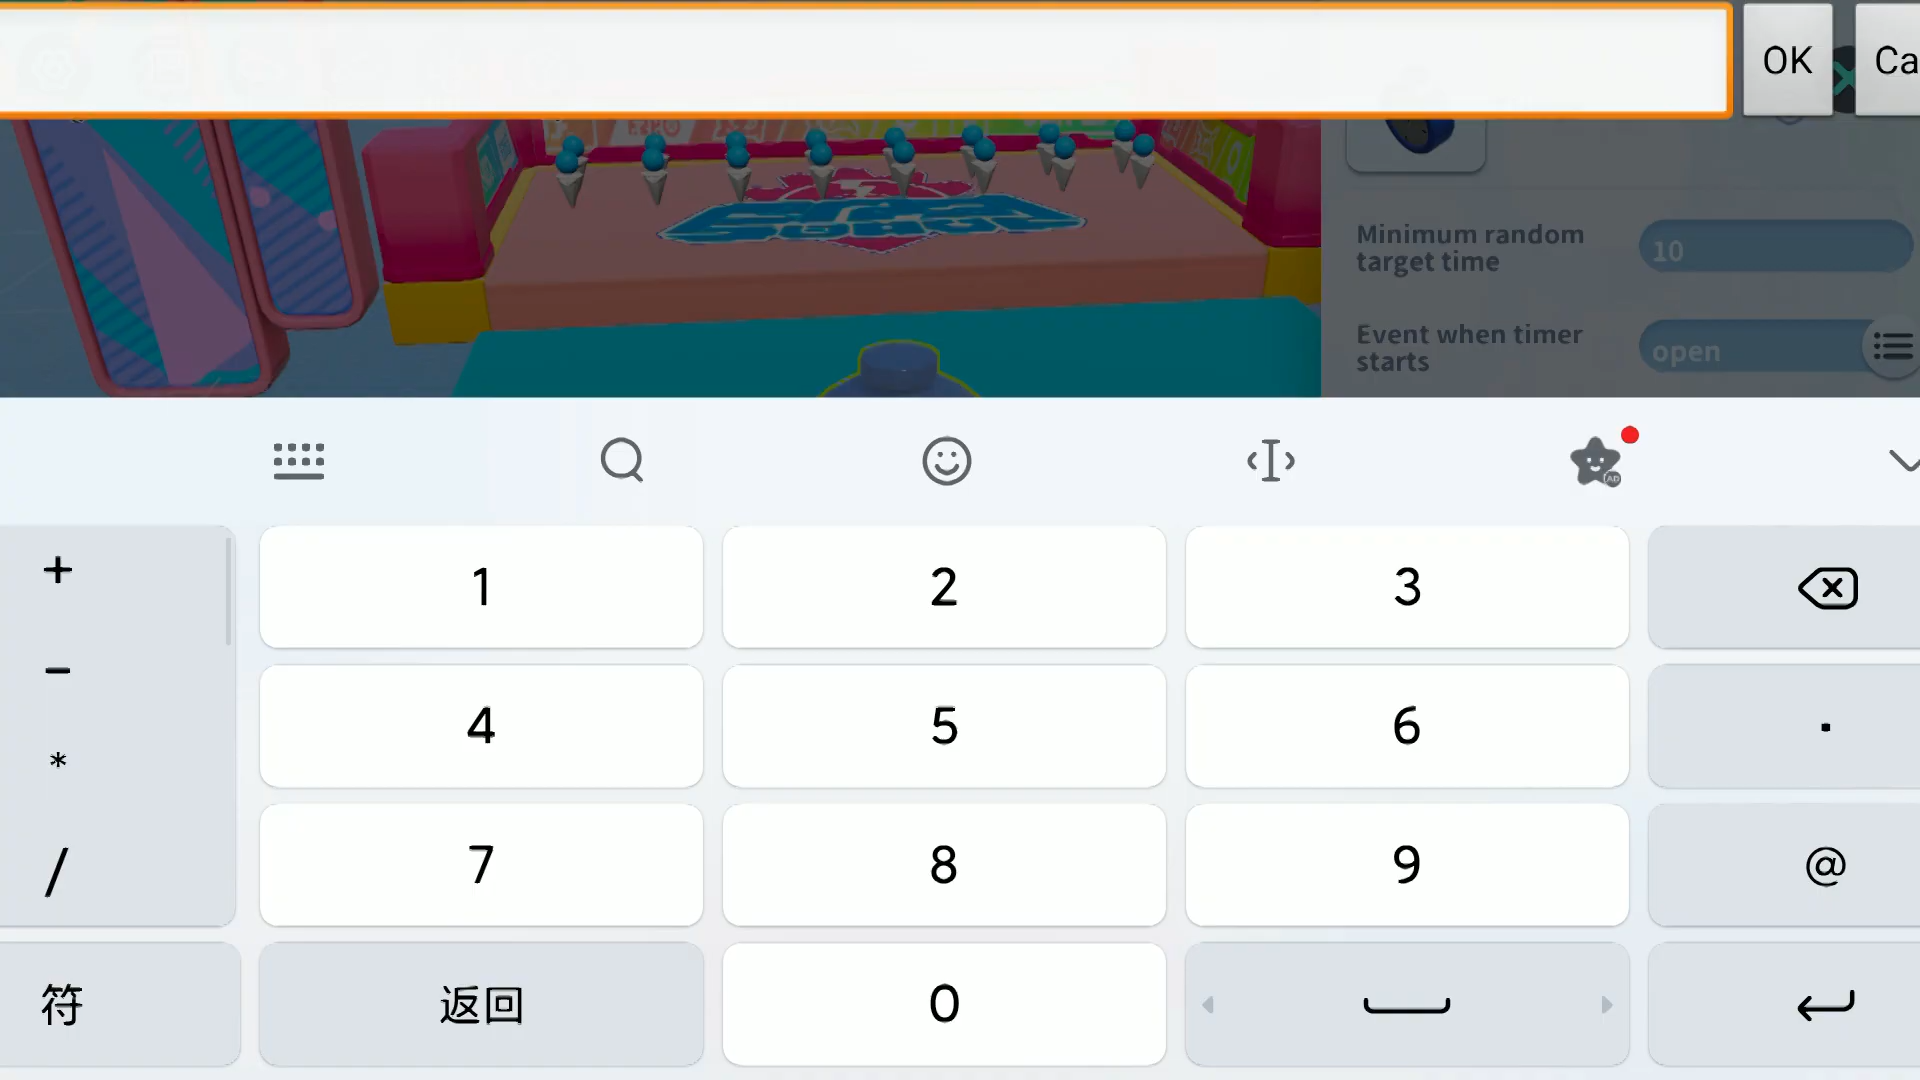 OK Ca
Minimum random
target time
10
Event when timer
starts
open
+ 1 2 3
- 4 5 6 .
*
/ 7 8 9 @
符 返回 0